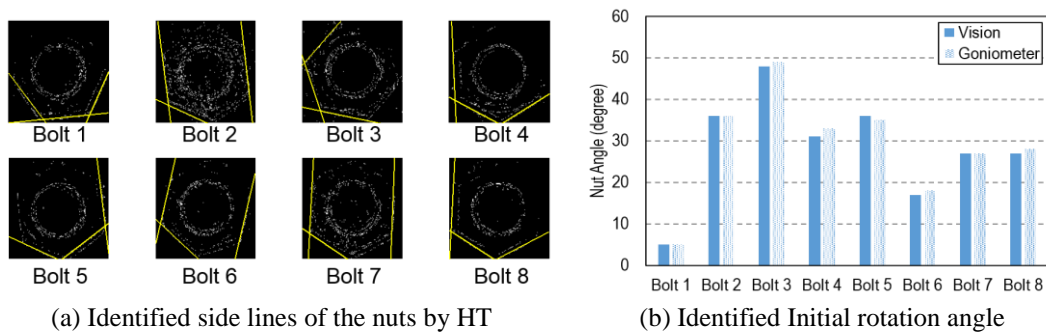 Bolt 1 Bolt 2 Bolt 3 Bolt 4
Bolt 5 Bolt 6 Bolt 7 Bolt 8
(a) Identified side lines of the nuts by HT
60
50
40
30
20
10
0
Nut Angle (degree)
Vision
Goniometer
Bolt 1 Bolt 2 Bolt 3 Bolt 4 Bolt 5 Bolt 6 Bolt 7 Bolt 8
(b) Identified Initial rotation angle